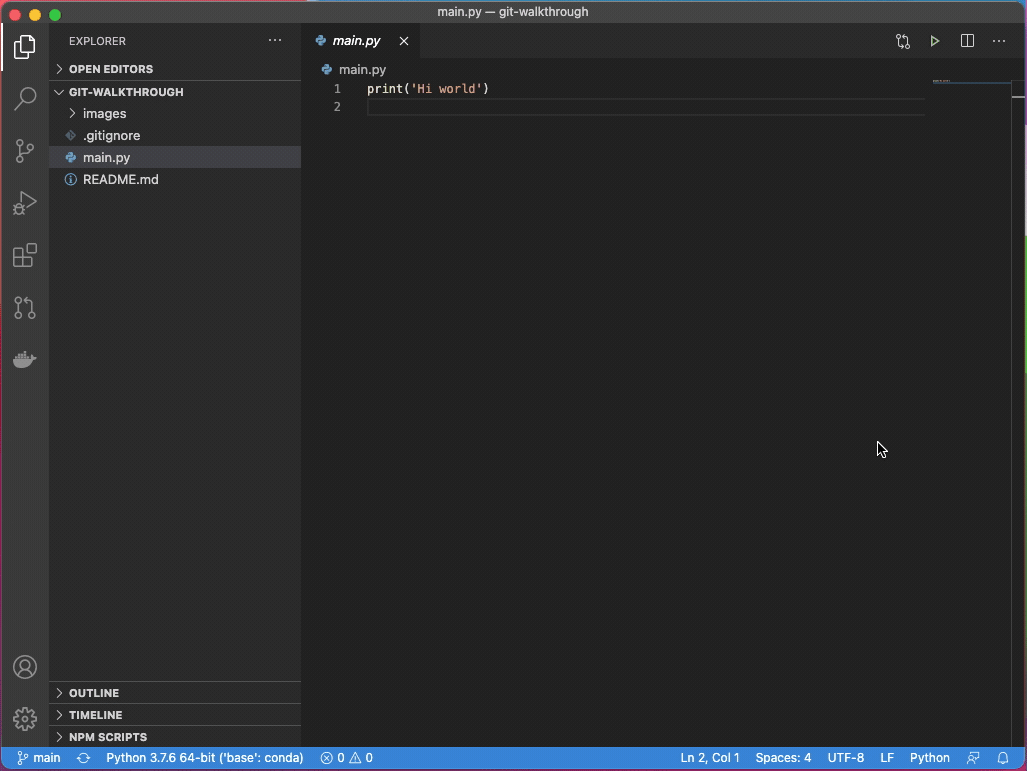 main.py — git-walkthrough
EXPLORER
OPEN EDITORS
GIT-WALKTHROUGH
images
.gitignore
main.py
README.md
OUTLINE
TIMELINE
NPM SCRIPTS
main.py
main.py
1 print('Hi world')
2
main Python 3.7.6 64-bit ('base': conda) 0 0 Ln 2, Col 1 Spaces: 4 UTF-8 LF Python